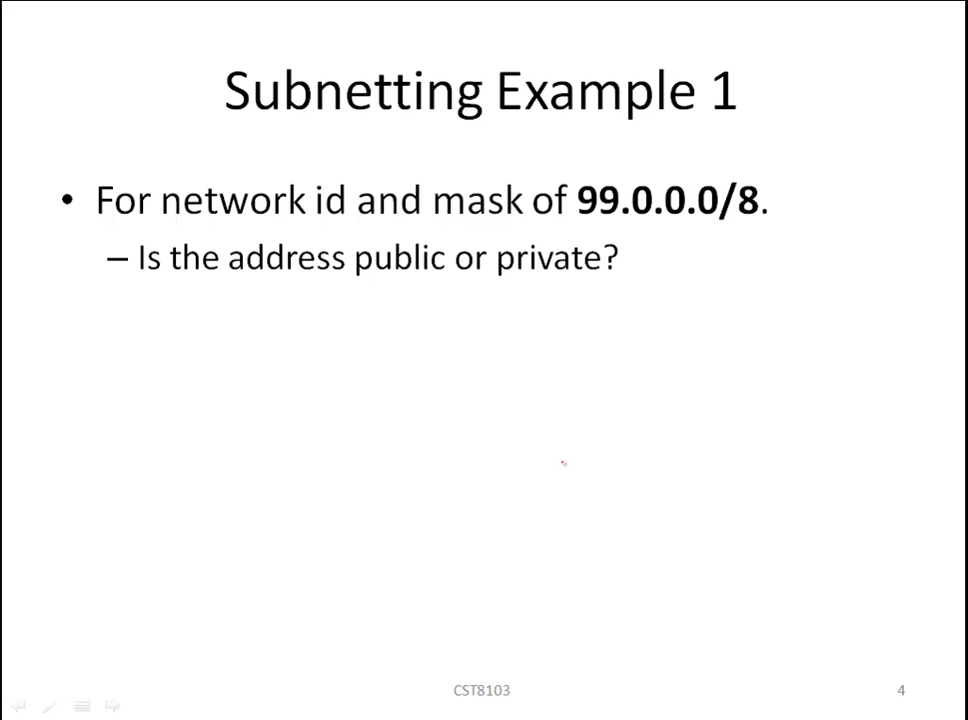 Subnetting Example 1
• For network id and mask of 99.0.0.0/8.
– Is the address public or private?
CST8103
4